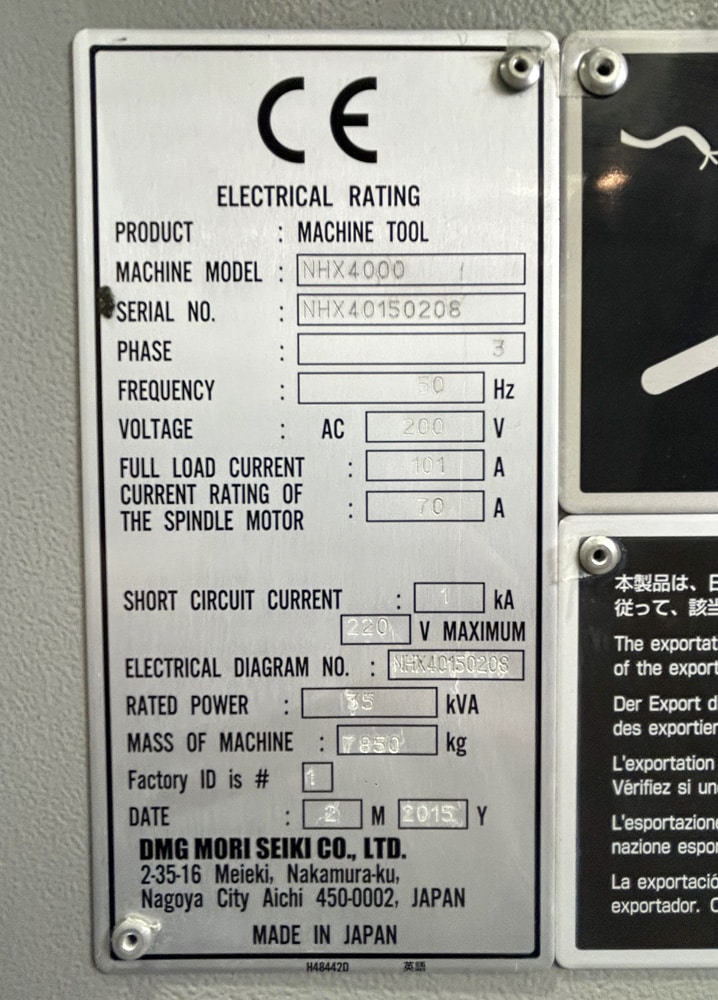 CE
ELECTRICAL RATING
PRODUCT : MACHINE TOOL
MACHINE MODEL : NHX4000
SERIAL NO. : NHX40150208
PHASE : 3
FREQUENCY : 50 Hz
VOLTAGE : AC 200 V
FULL LOAD CURRENT : 101 A
CURRENT RATING OF
THE SPINDLE MOTOR : 70 A
SHORT CIRCUIT CURRENT : 1 kA
220 V MAXIMUM
ELECTRICAL DIAGRAM NO. : NHX40150208
RATED POWER : 35 kVA
MASS OF MACHINE : 7850 kg
Factory ID is # 1
DATE : 2 M 2015 Y
DMG MORI SEIKI CO., LTD.
2-35-16 Meieki, Nakamura-ku,
Nagoya City Aichi 450-0002, JAPAN
MADE IN JAPAN
H48442D 英語
本製品は、
従って、該当
The exportat
of the export
Der Export d
des exportier
L'exportation
Vérifiez si un
L'esportazione
nazione espor
La exportació
exportador.